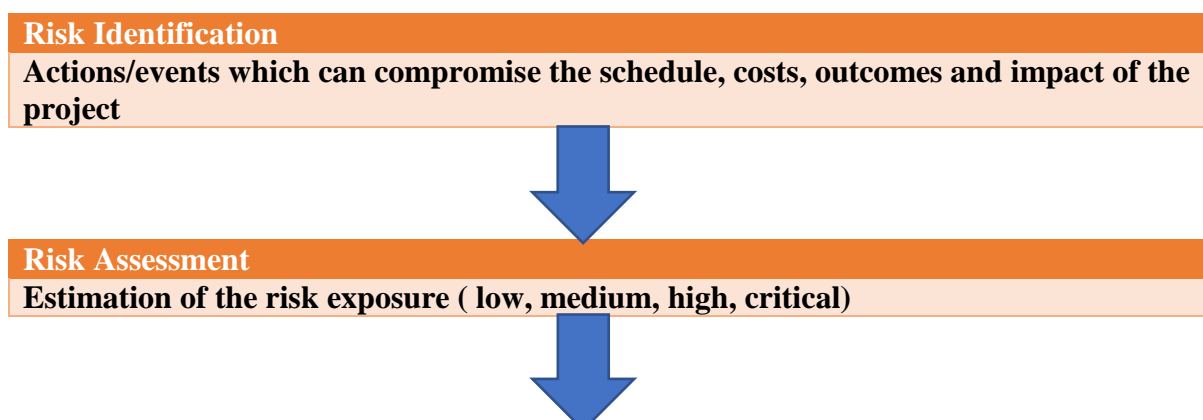 Risk Identification
Actions/events which can compromise the schedule, costs, outcomes and impact of the
project
Risk Assessment
Estimation of the risk exposure ( low, medium, high, critical)